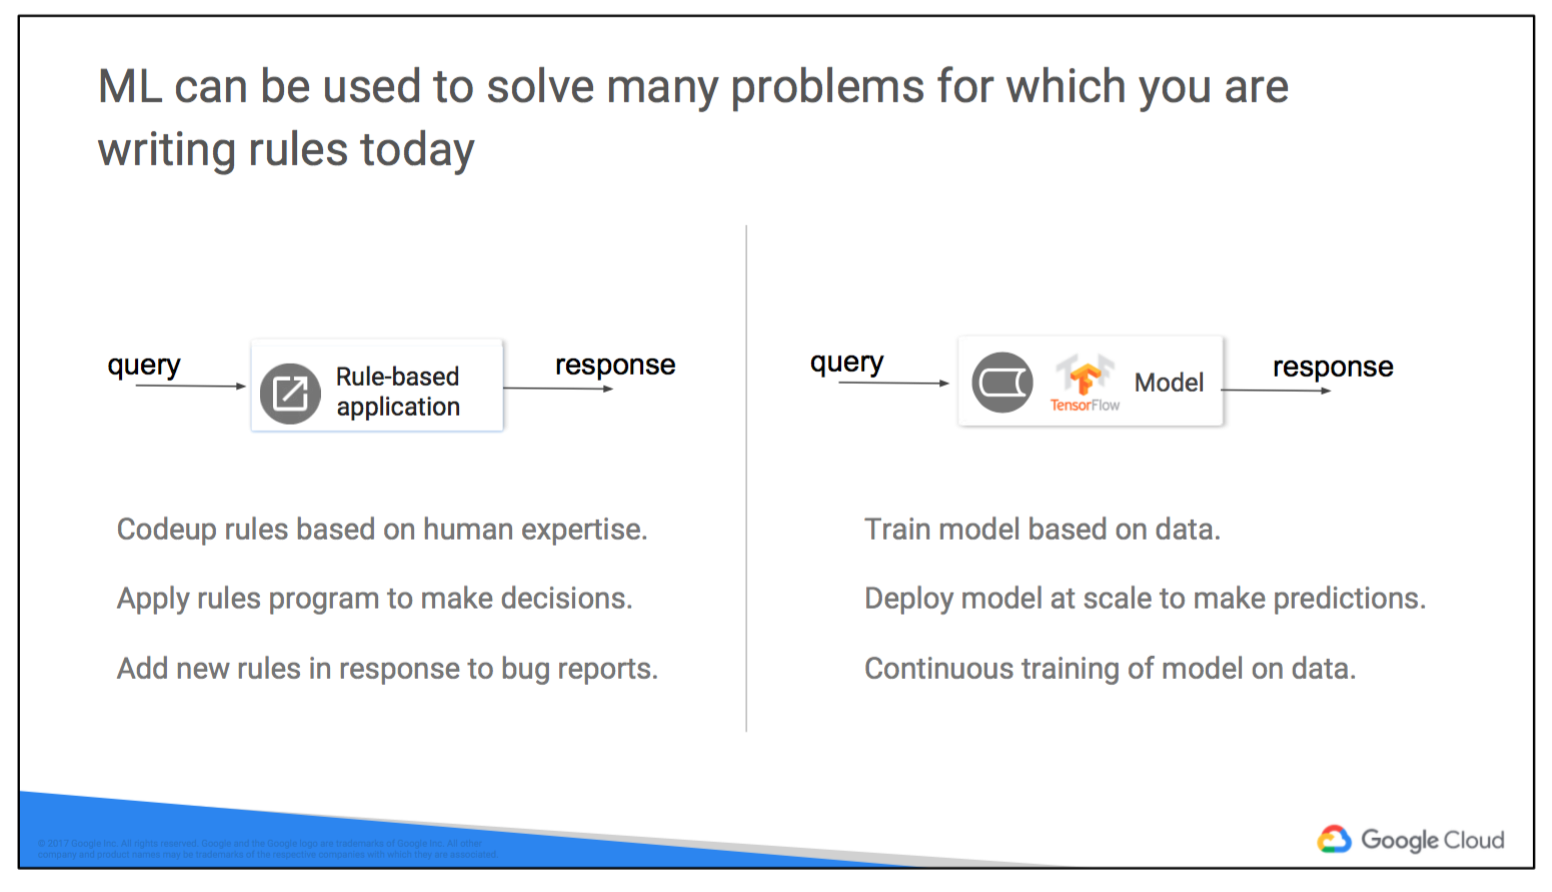 ML can be used to solve many problems for which you are
writing rules today
query
Rule-based
application
response
Codeup rules based on human expertise.
Apply rules program to make decisions.
Add new rules in response to bug reports.
query
TensorFlow
Model
response
Train model based on data.
Deploy model at scale to make predictions.
Continuous training of model on data.
© 2017 Google Inc. All rights reserved. Google and the Google logo are trademarks of Google Inc. All other
company and product names may be trademarks of the respective companies with which they are associated.
Google Cloud